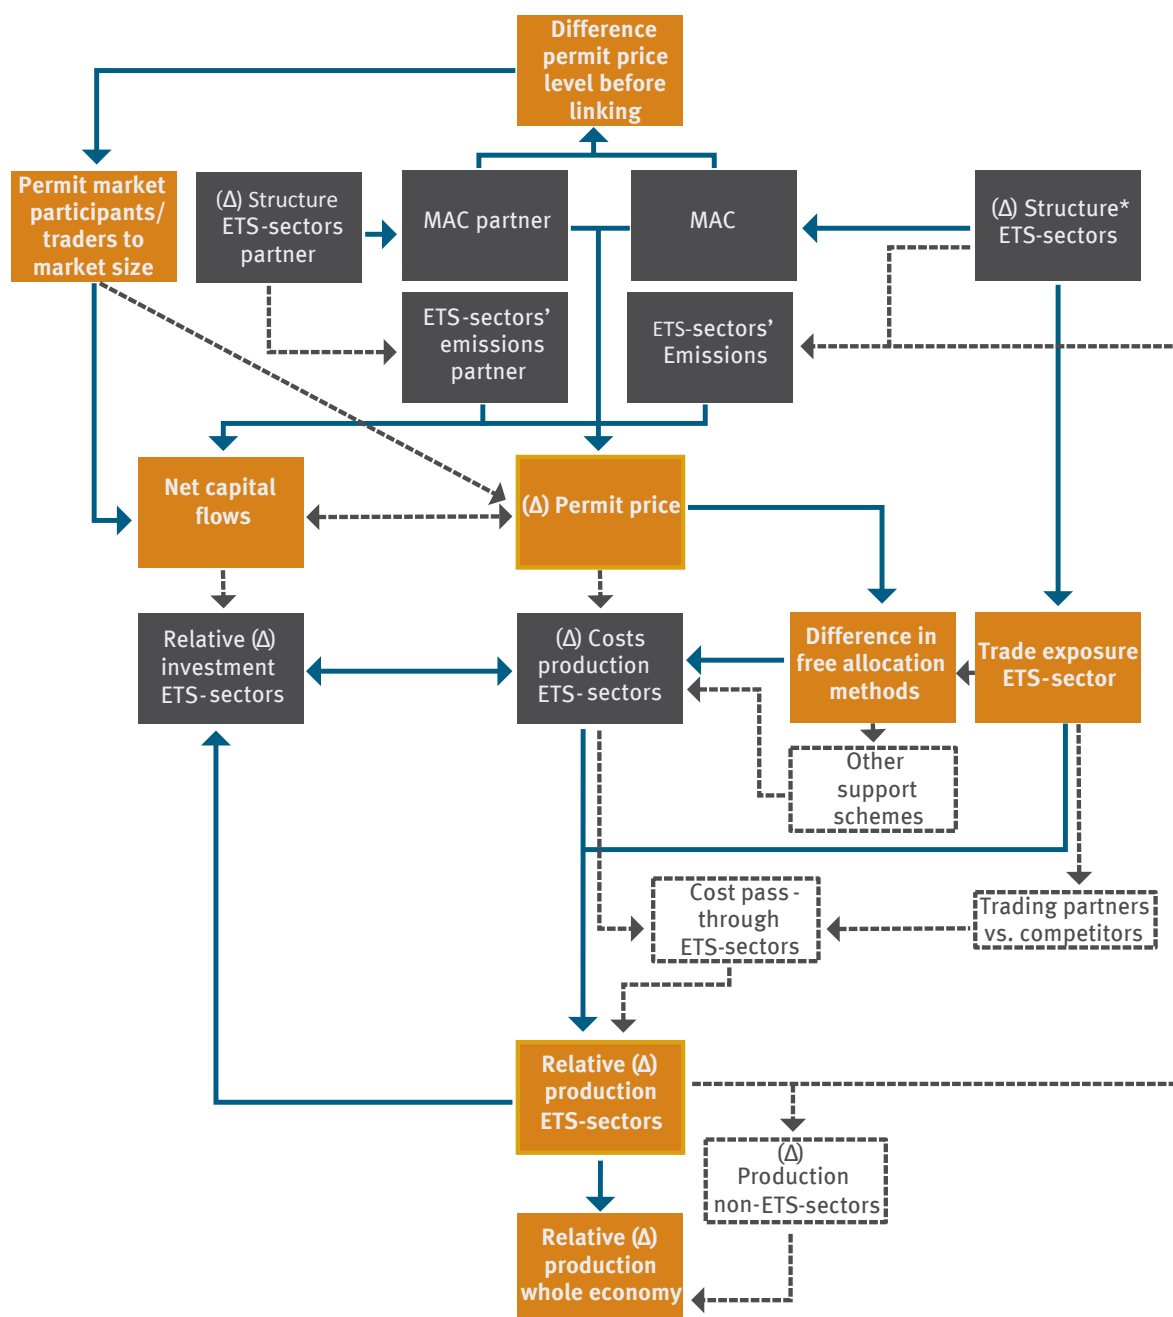 Difference
permit price
level before
linking
Permit market
participants/
traders to
market size
(Δ) Structure
ETS-sectors
partner
MAC partner
MAC
(Δ) Structure*
ETS-sectors
ETS-sectors’
emissions
partner
ETS-sectors’
Emissions
Net capital
flows
(Δ) Permit price
Relative (Δ)
investment
ETS-sectors
(Δ) Costs
production
ETS- sectors
Difference in
free allocation
methods
Trade exposure
ETS-sector
Other
support
schemes
Cost pass -
through
ETS-sectors
Trading partners
vs. competitors
Relative (Δ)
production
ETS-sectors
(Δ)
Production
non-ETS-sectors
Relative (Δ)
production
whole economy